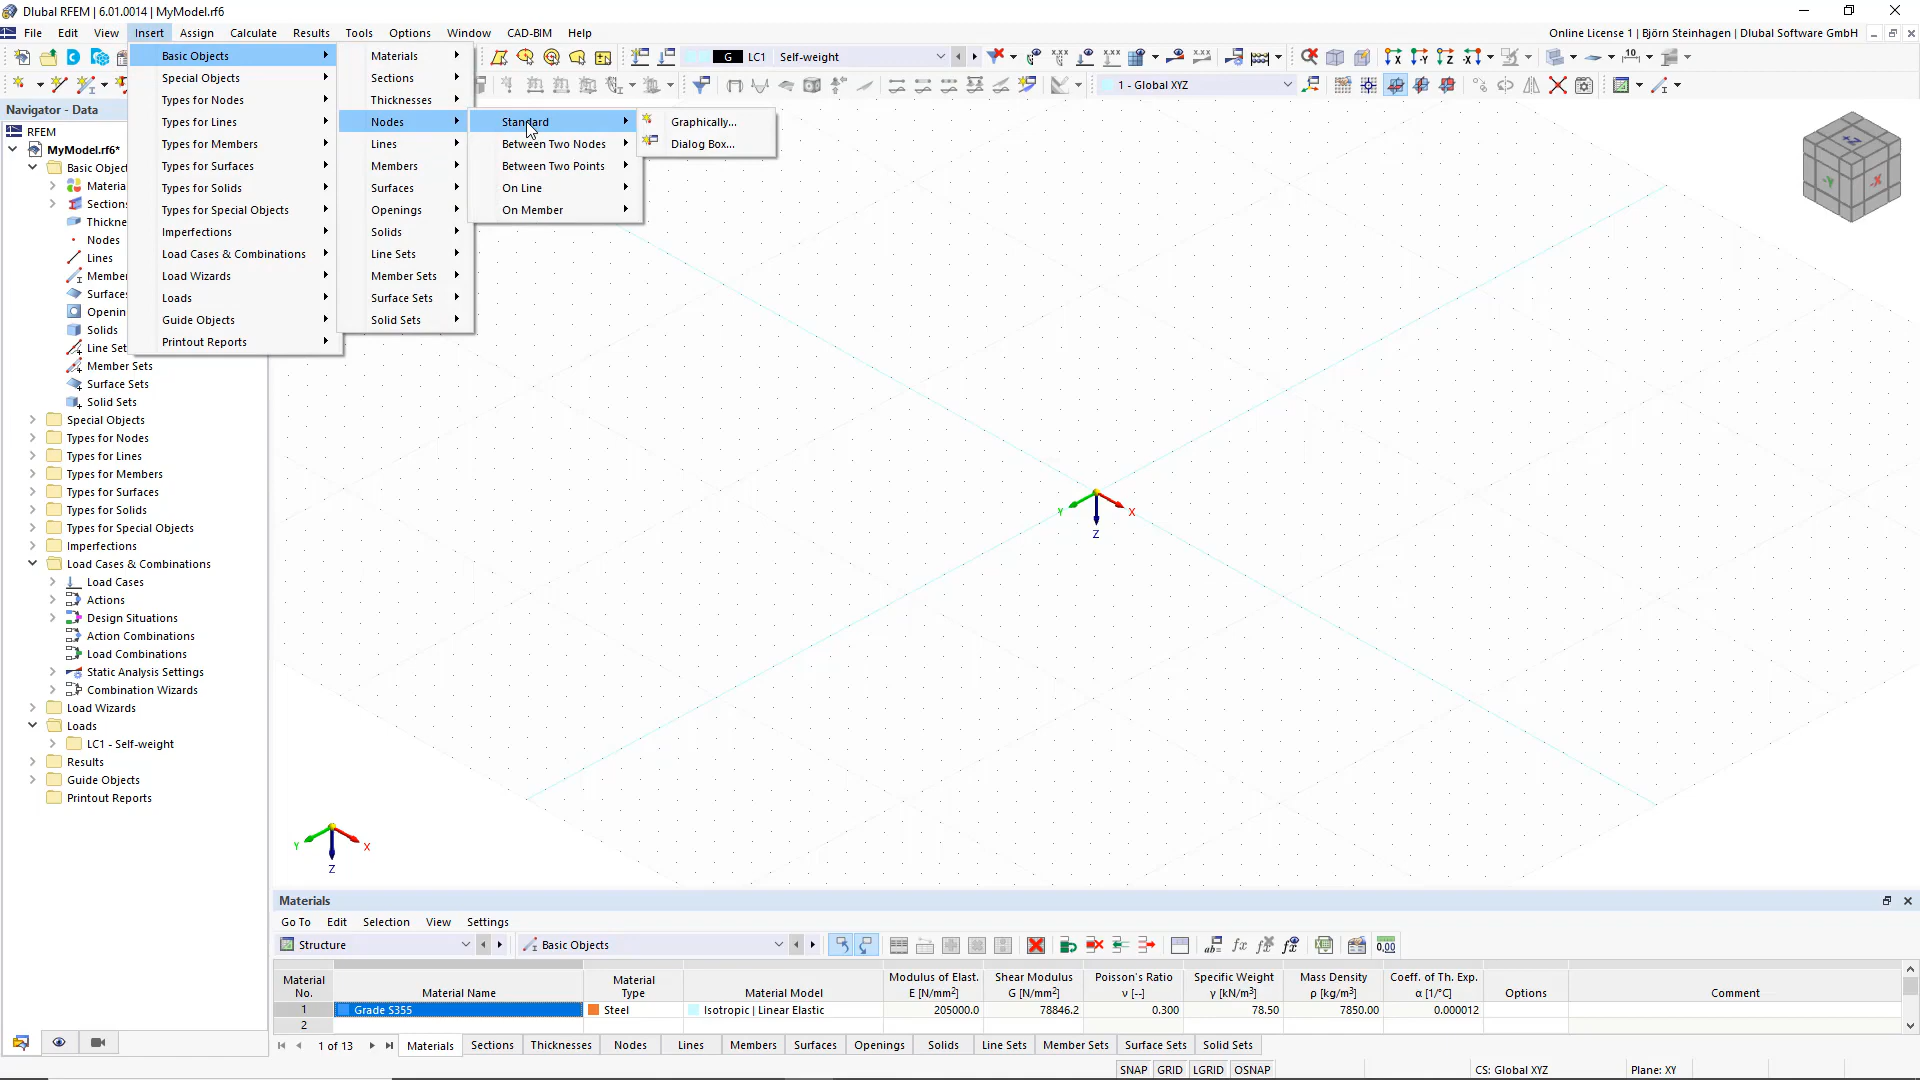 Dlubal RFEM | 6.01.0014 | MyModel.rf6*
File Edit View Insert Assign Calculate Results Tools Options Window CAD-BIM Help
Online License 1 | Björn Steinhagen | Dlubal Software GmbH
G LC1 Self-weight
1 - Global XYZ
Navigator - Data
RFEM
MyModel.rf6*
Basic Objec
Materia
Sections
Thickne
Nodes
Lines
Member
Surfaces
Openin
Solids
Line Set
Member Sets
Surface Sets
Solid Sets
Special Objects
Types for Nodes
Types for Lines
Types for Members
Types for Surfaces
Types for Solids
Types for Special Objects
Imperfections
Load Cases & Combinations
Load Cases
Actions
Design Situations
Action Combinations
Load Combinations
Static Analysis Settings
Combination Wizards
Load Wizards
Loads
LC1 - Self-weight
Results
Guide Objects
Printout Reports
Basic Objects
Special Objects
Types for Nodes
Types for Lines
Types for Members
Types for Surfaces
Types for Solids
Types for Special Objects
Imperfections
Load Cases & Combinations
Load Wizards
Loads
Guide Objects
Printout Reports
Materials
Sections
Thicknesses
Nodes
Lines
Members
Surfaces
Openings
Solids
Line Sets
Member Sets
Surface Sets
Solid Sets
Standard
Between Two Nodes
Between Two Points
On Line
On Member
Graphically...
Dialog Box...
+Z
-Y
-X
Y X
Z
Y X
Z
Materials
Go To Edit Selection View Settings
Structure Basic Objects
Material No. Material Name Material Type Material Model Modulus of Elast. E [N/mm²] Shear Modulus G [N/mm²] Poisson's Ratio ν [--] Specific Weight γ [kN/m³] Mass Density ρ [kg/m³] Coeff. of Th. Exp. α [1/°C] Options Comment
1 Grade S355 Steel Isotropic | Linear Elastic 205000.0 78846.2 0.300 78.50 7850.00 0.000012
2
1 of 13 Materials Sections Thicknesses Nodes Lines Members Surfaces Openings Solids Line Sets Member Sets Surface Sets Solid Sets
SNAP GRID LGRID OSNAP CS: Global XYZ Plane: XY